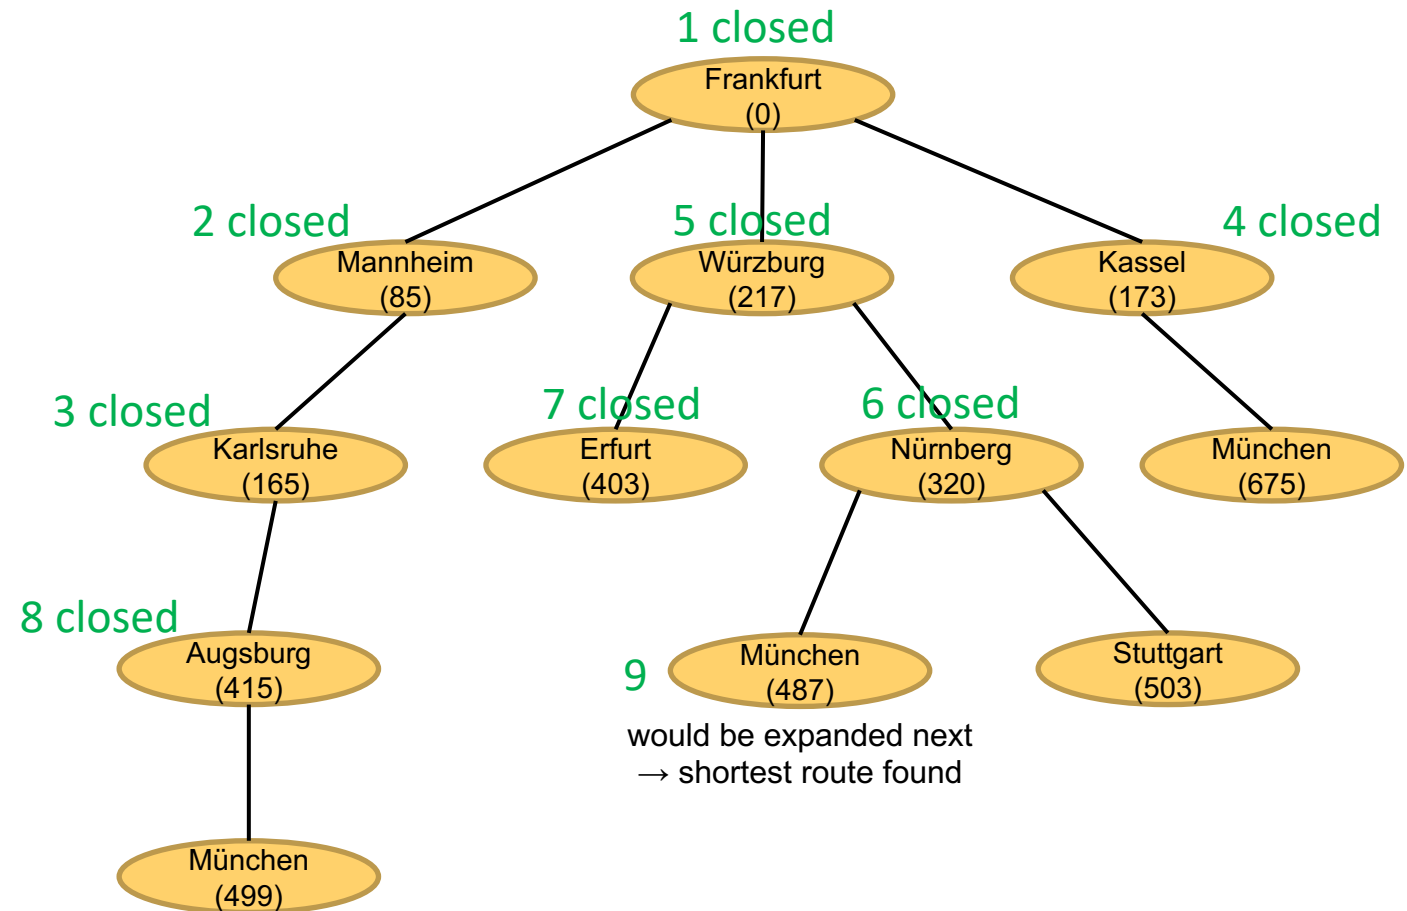 1 closed
Frankfurt
(0)
2 closed
5 closed
4 closed
Mannheim
(85)
Würzburg
(217)
Kassel
(173)
3 closed
7 closed
6 closed
Karlsruhe
(165)
Erfurt
(403)
Nürnberg
(320)
München
(675)
8 closed
Augsburg
(415)
9
München
(487)
Stuttgart
(503)
would be expanded next
→ shortest route found
München
(499)